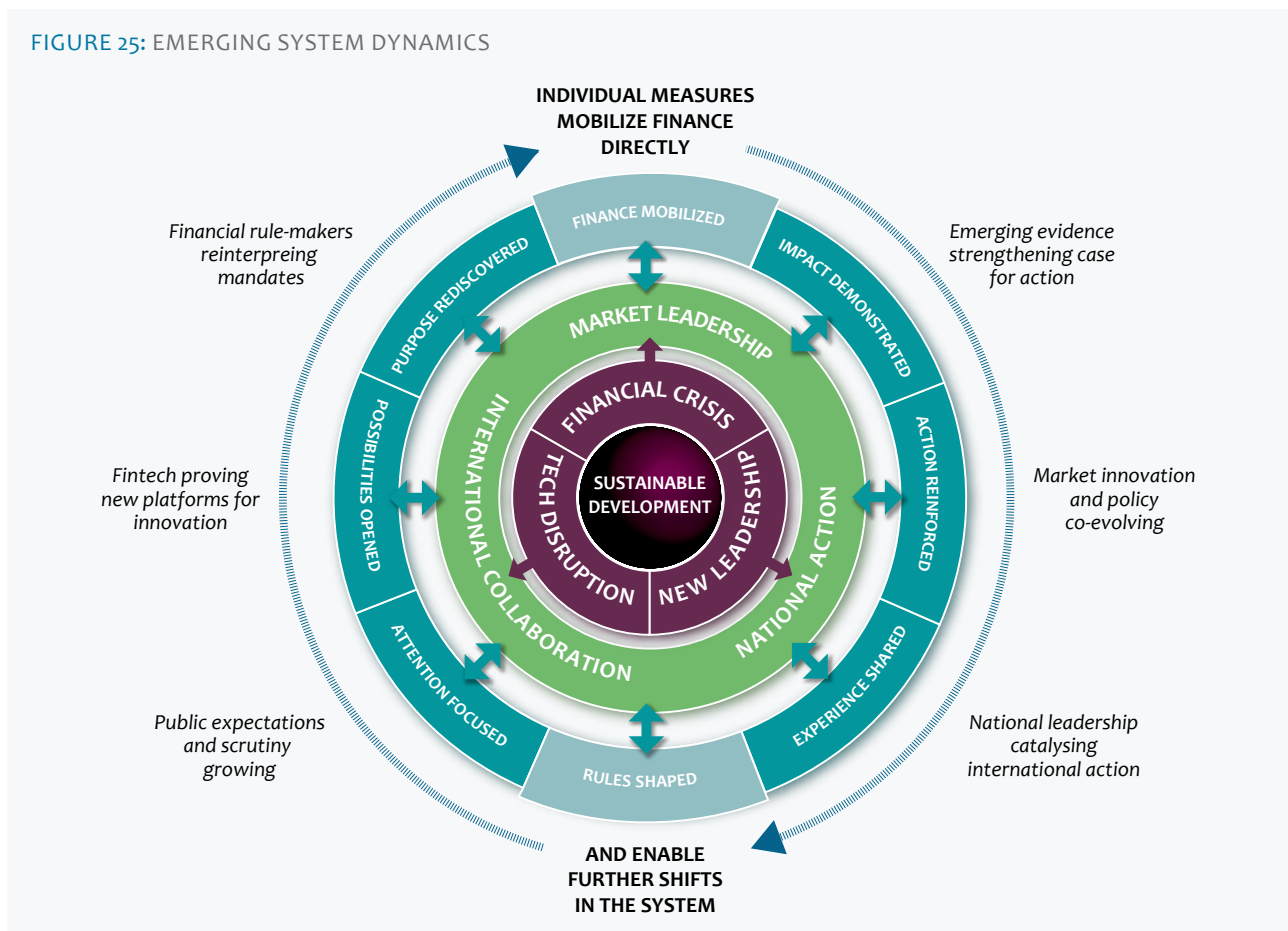 FIGURE 25: EMERGING SYSTEM DYNAMICS
INDIVIDUAL MEASURES
MOBILIZE FINANCE
DIRECTLY
Financial rule-makers
reinterpreing
mandates
Emerging evidence
strengthening case
for action
Fintech proving
new platforms for
innovation
Market innovation
and policy
co-evolving
Public expectations
and scrutiny
growing
National leadership
catalysing
international action
FINANCE MOBILIZED
IMPACT DEMONSTRATED
ACTION REINFORCED
EXPERIENCE SHARED
RULES SHAPED
ATTENTION FOCUSED
POSSIBILITIES OPENED
PURPOSE REDISCOVERED
MARKET LEADERSHIP
NATIONAL ACTION
INTERNATIONAL COLLABORATION
FINANCIAL CRISIS
NEW LEADERSHIP
TECH DISRUPTION
SUSTAINABLE
DEVELOPMENT
AND ENABLE
FURTHER SHIFTS
IN THE SYSTEM